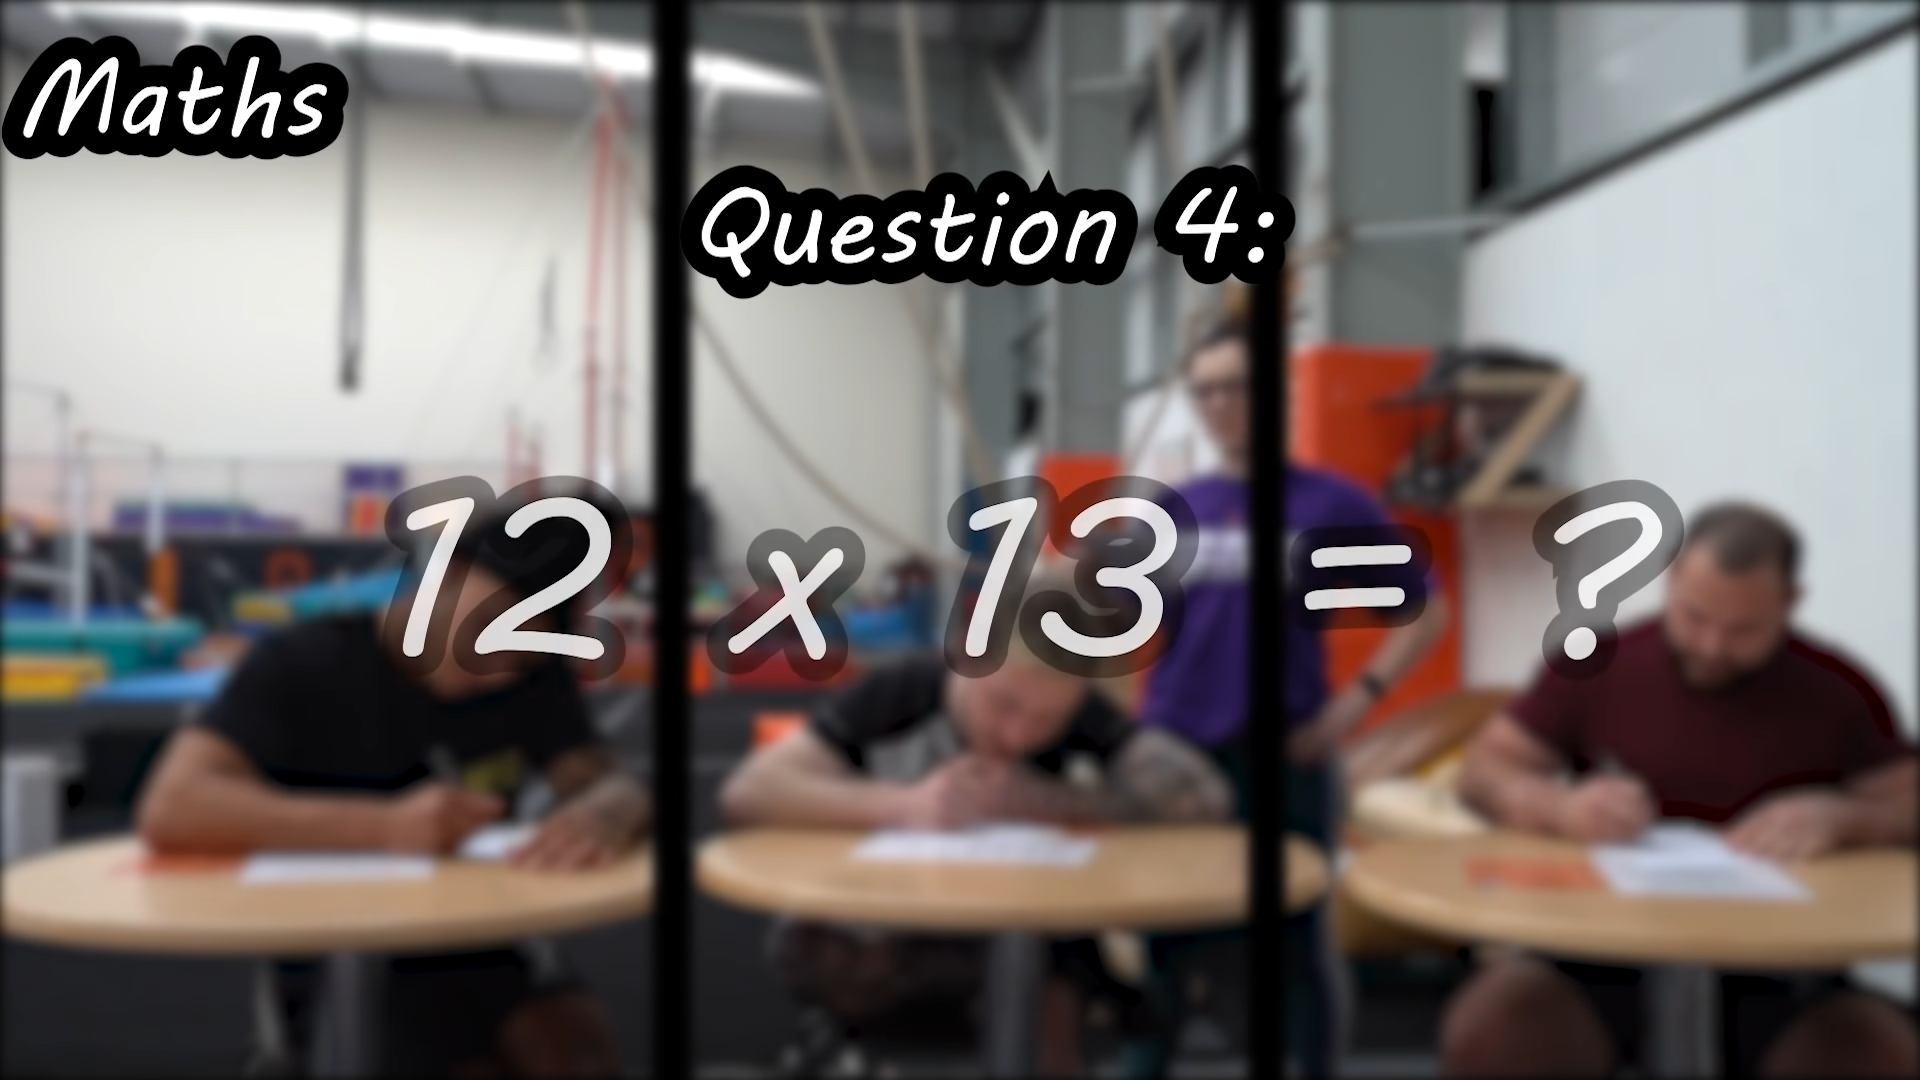 Maths
Question 4:
12 x 13 = ?